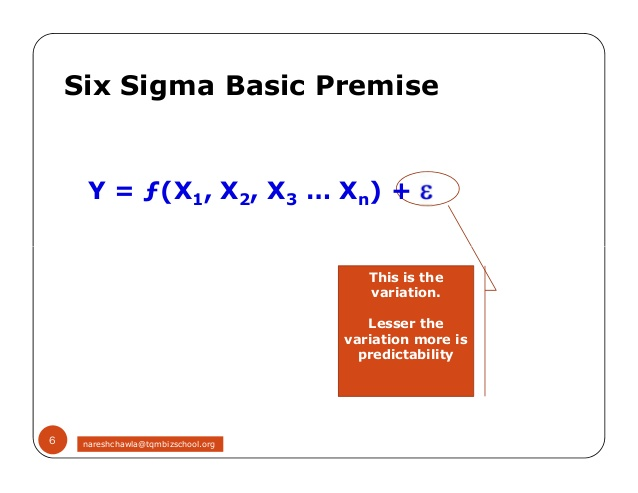 Six Sigma Basic Premise
Y = ƒ(X₁, X₂, X₃ ... Xₙ) + ε
This is the
variation.
Lesser the
variation more is
predictability
6
nareshchawla@tqmbizschool.org